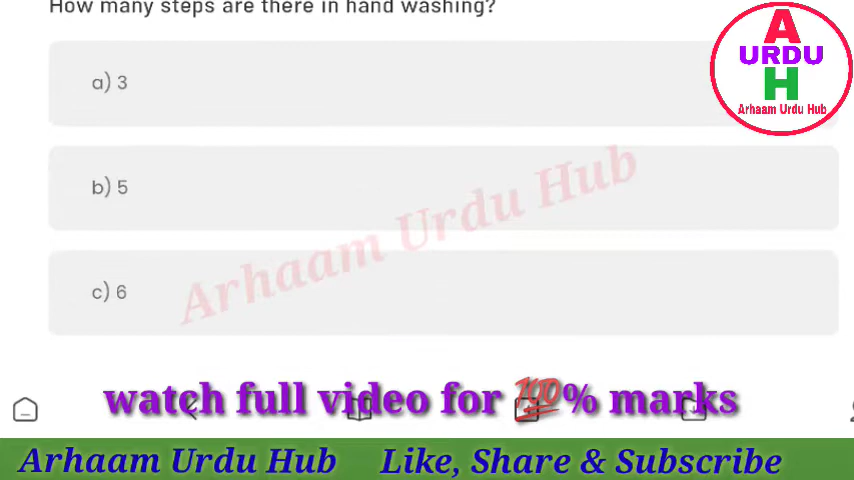 How many steps are there in hand washing?
A
URDU
H
Arhaam Urdu Hub
a) 3
b) 5
Arhaam Urdu Hub
c) 6
watch full video for 💯% marks
Arhaam Urdu Hub Like, Share & Subscribe